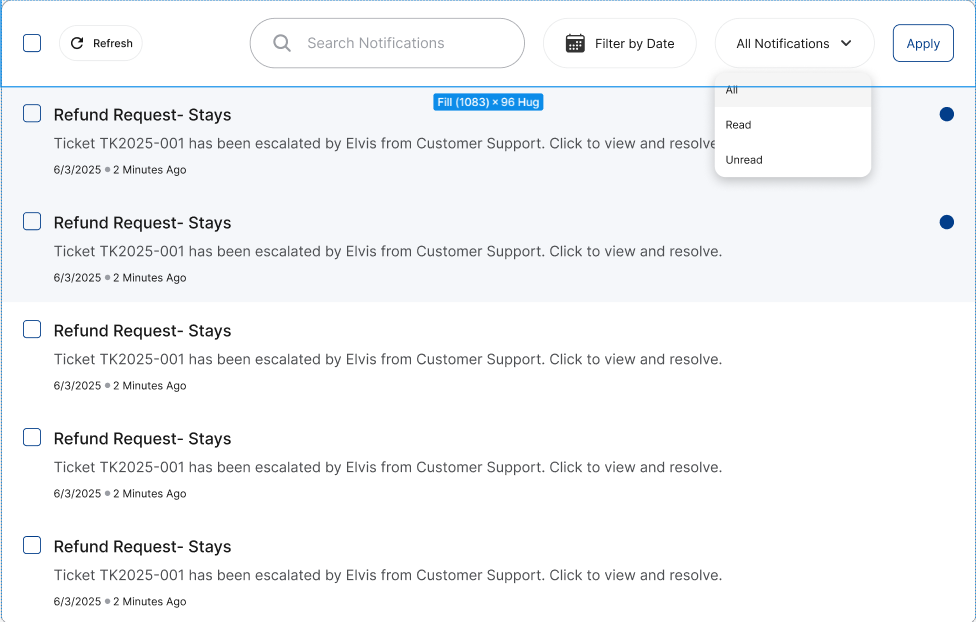 Refresh
Search Notifications
Filter by Date
All Notifications
Apply
All
Read
Unread
Fill (1083) × 96 Hug
Refund Request- Stays
Ticket TK2025-001 has been escalated by Elvis from Customer Support. Click to view and resolve
6/3/2025 2 Minutes Ago
Refund Request- Stays
Ticket TK2025-001 has been escalated by Elvis from Customer Support. Click to view and resolve.
6/3/2025 2 Minutes Ago
Refund Request- Stays
Ticket TK2025-001 has been escalated by Elvis from Customer Support. Click to view and resolve.
6/3/2025 2 Minutes Ago
Refund Request- Stays
Ticket TK2025-001 has been escalated by Elvis from Customer Support. Click to view and resolve.
6/3/2025 2 Minutes Ago
Refund Request- Stays
Ticket TK2025-001 has been escalated by Elvis from Customer Support. Click to view and resolve.
6/3/2025 2 Minutes Ago